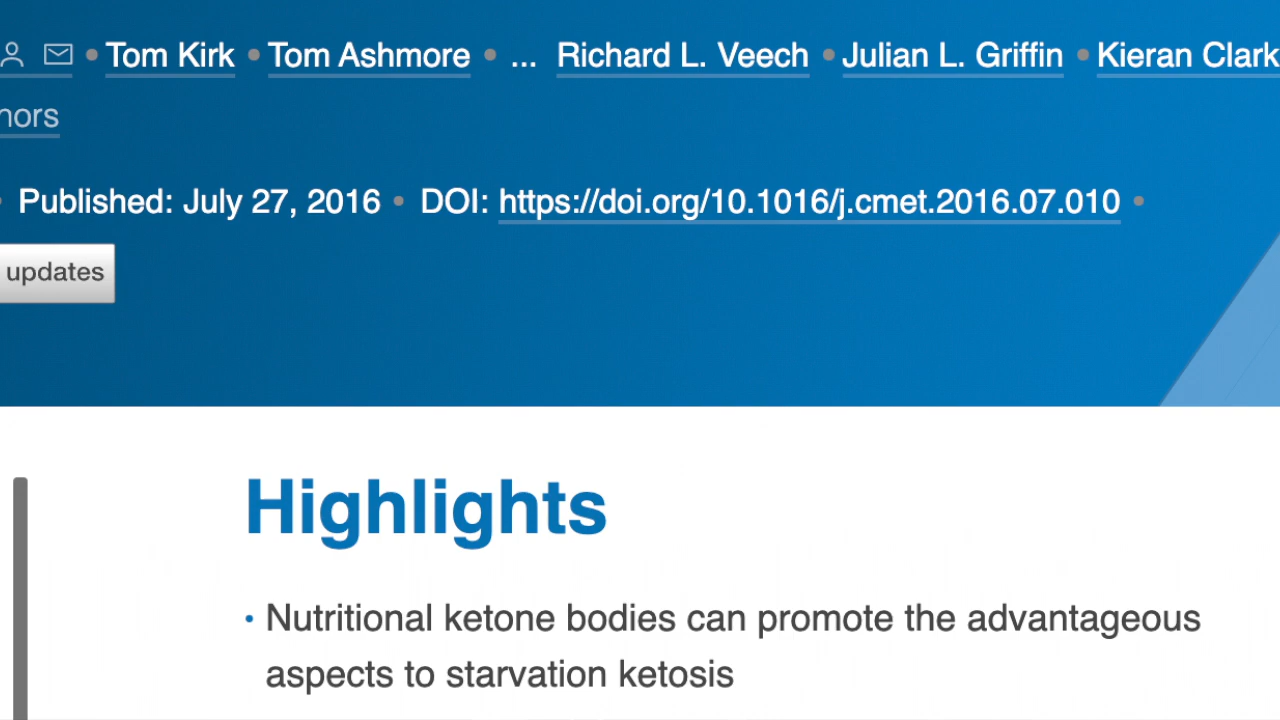 • Tom Kirk • Tom Ashmore • ... Richard L. Veech • Julian L. Griffin • Kieran Clark
Published: July 27, 2016 • DOI: https://doi.org/10.1016/j.cmet.2016.07.010 •
updates
Highlights
• Nutritional ketone bodies can promote the advantageous
aspects to starvation ketosis